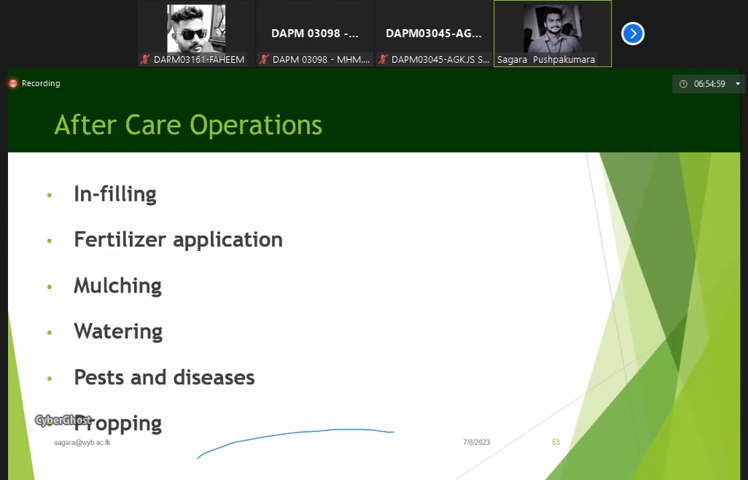 DAPM 03098 -...
DAPM03045-AG...
DAPM03161-FAHEEM
DAPM 03098 - MHM....
DAPM03045-AGKJS S...
Sagara Pushpakumara
Recording
06:54:59
After Care Operations
• In-filling
• Fertilizer application
• Mulching
• Watering
• Pests and diseases
• Propping
CyberGhost
sagara@wyb.ac.lk
7/8/2023
53